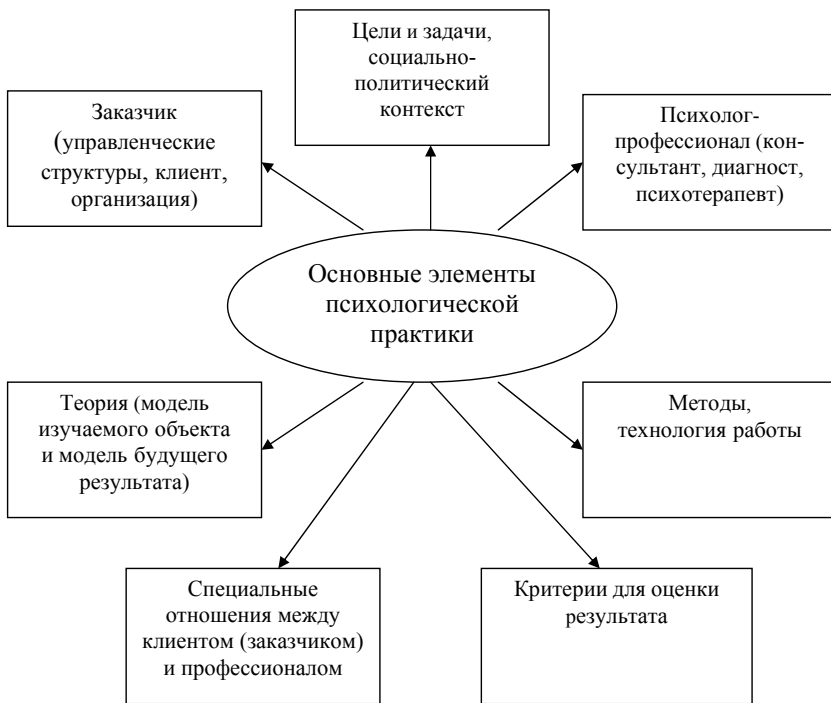 Цели и задачи,
социально-
политический
контекст
Заказчик
(управленческие
структуры, клиент,
организация)
Психолог-
профессионал (кон-
сультант, диагност,
психотерапевт)
Основные элементы
психологической
практики
Теория (модель
изучаемого объекта
и модель будущего
результата)
Методы,
технология работы
Специальные
отношения между
клиентом (заказчиком)
и профессионалом
Критерии для оценки
результата